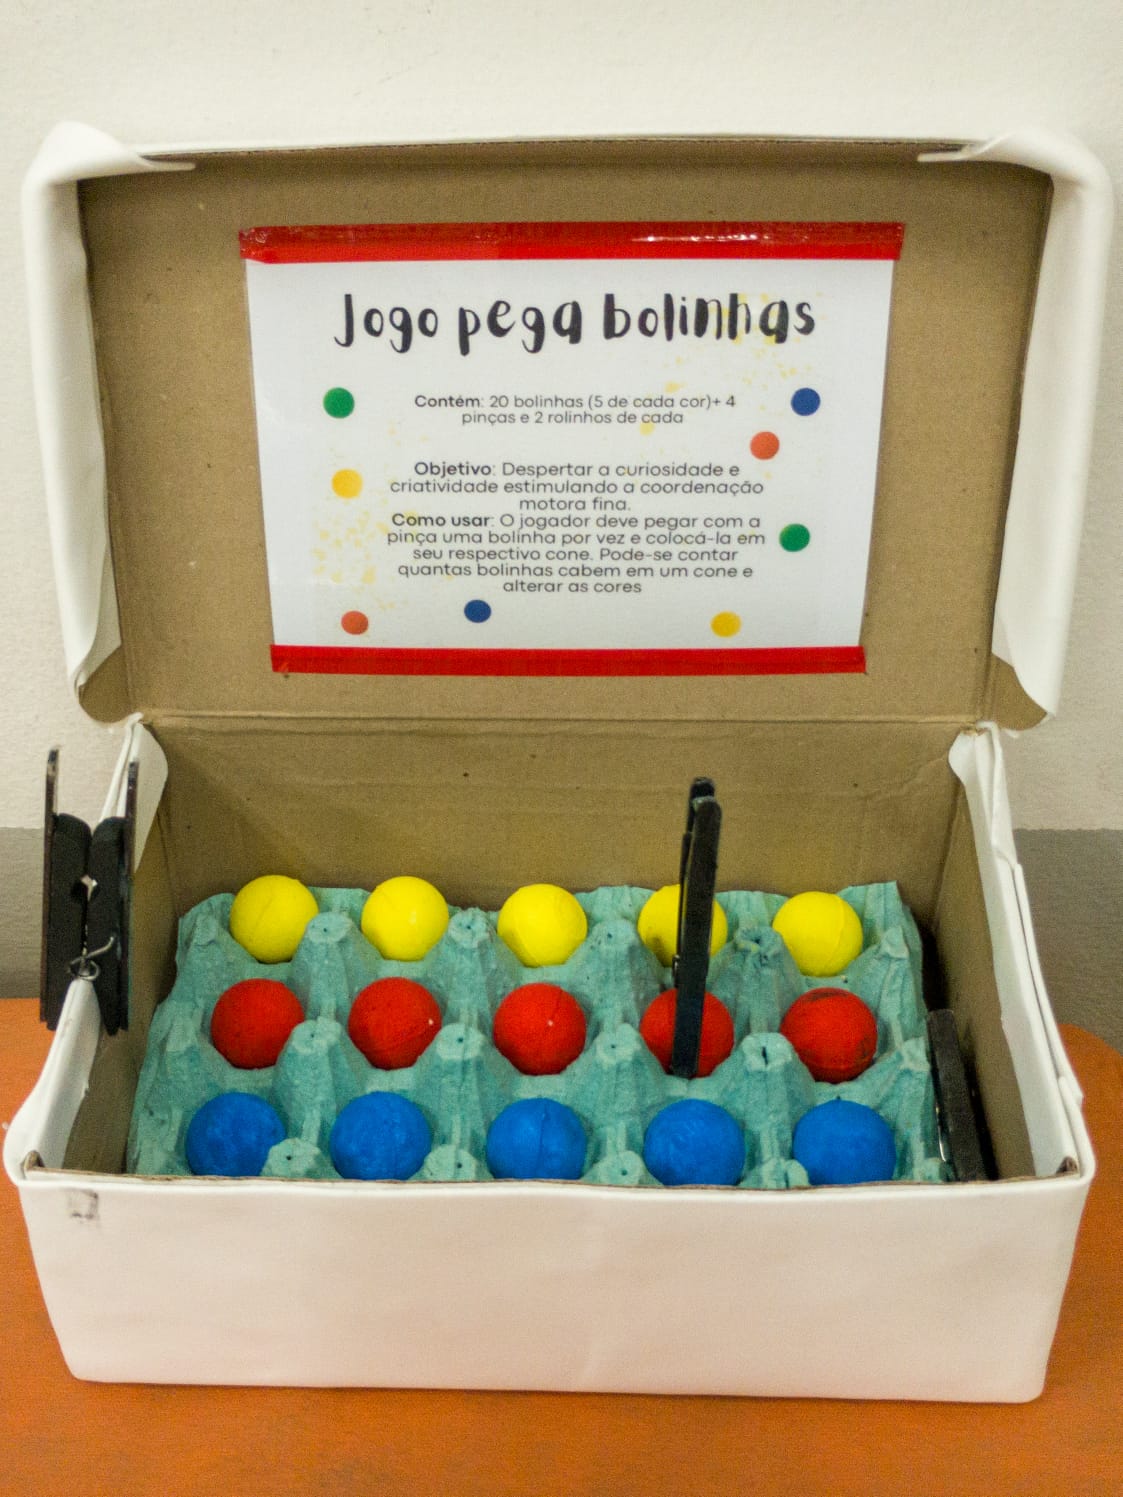 Jogo pega bolinhas
Contém: 20 bolinhas (5 de cada cor)+ 4
pinças e 2 rolinhos de cada
Objetivo: Despertar a curiosidade e
criatividade estimulando a coordenação
motora fina.
Como usar: O jogador deve pegar com a
pinça uma bolinha por vez e colocá-la em
seu respectivo cone. Pode-se contar
quantas bolinhas cabem em um cone e
alterar as cores